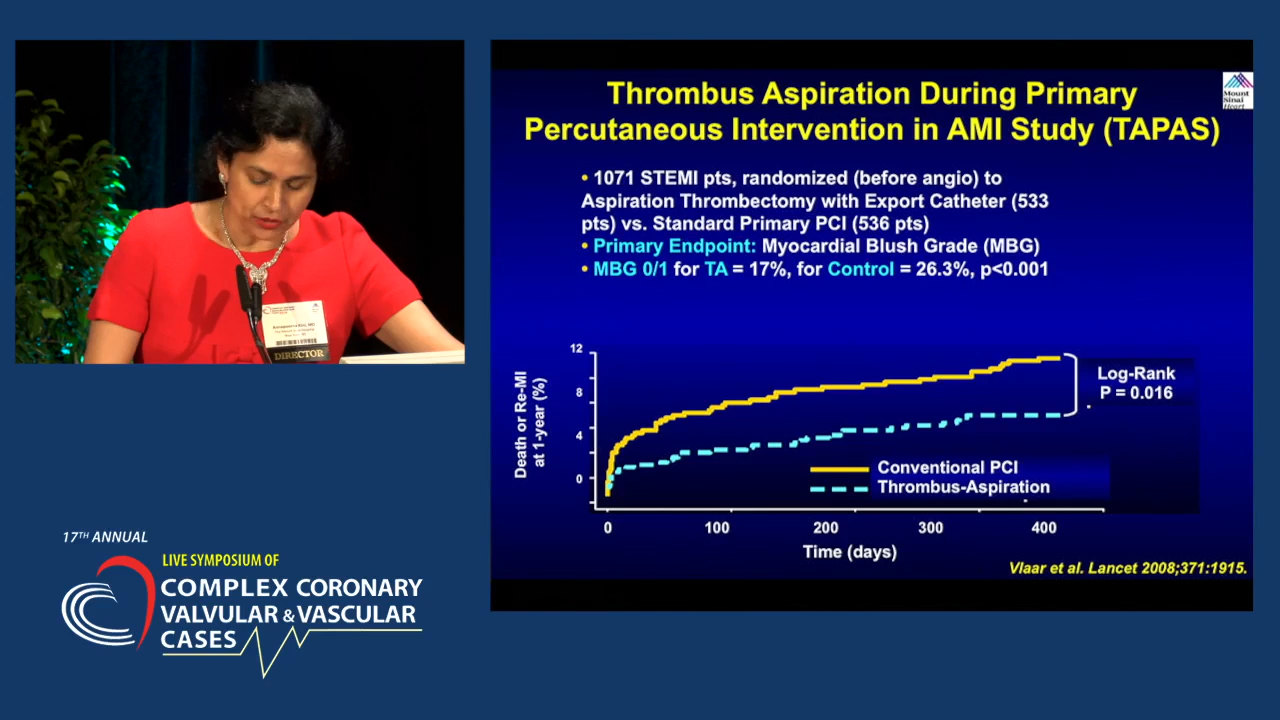 Thrombus Aspiration During Primary
Percutaneous Intervention in AMI Study (TAPAS)
Mount
Sinai
Heart
• 1071 STEMI pts, randomized (before angio) to
Aspiration Thrombectomy with Export Catheter (533
pts) vs. Standard Primary PCI (536 pts)
• Primary Endpoint: Myocardial Blush Grade (MBG)
• MBG 0/1 for TA = 17%, for Control = 26.3%, p<0.001
DIRECTOR
Death or Re-MI
at 1-year (%)
12
8
4
0
Log-Rank
P = 0.016
Conventional PCI
Thrombus-Aspiration
0 100 200 300 400
Time (days)
Vlaar et al. Lancet 2008;371:1915.
17TH ANNUAL
LIVE SYMPOSIUM OF
COMPLEX CORONARY
VALVULAR & VASCULAR
CASES